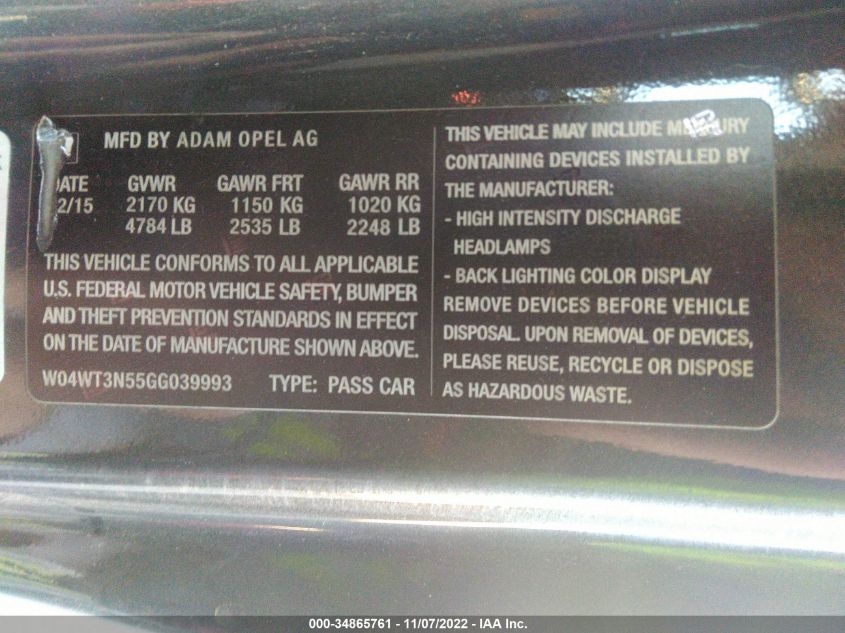 MFD BY ADAM OPEL AG
GVWR GAWR FRT GAWR RR
2/15 2170 KG 1150 KG 1020 KG
4784 LB 2535 LB 2248 LB
THIS VEHICLE CONFORMS TO ALL APPLICABLE
U.S. FEDERAL MOTOR VEHICLE SAFETY, BUMPER
AND THEFT PREVENTION STANDARDS IN EFFECT
ON THE DATE OF MANUFACTURE SHOWN ABOVE.
W04WT3N55GG039993 TYPE: PASS CAR
THIS VEHICLE MAY INCLUDE MERCURY
CONTAINING DEVICES INSTALLED BY
THE MANUFACTURER:
- HIGH INTENSITY DISCHARGE
HEADLAMPS
- BACK LIGHTING COLOR DISPLAY
REMOVE DEVICES BEFORE VEHICLE
DISPOSAL. UPON REMOVAL OF DEVICES,
PLEASE REUSE, RECYCLE OR DISPOSE
AS HAZARDOUS WASTE.
000-34865761 - 11/07/2022 - IAA Inc.